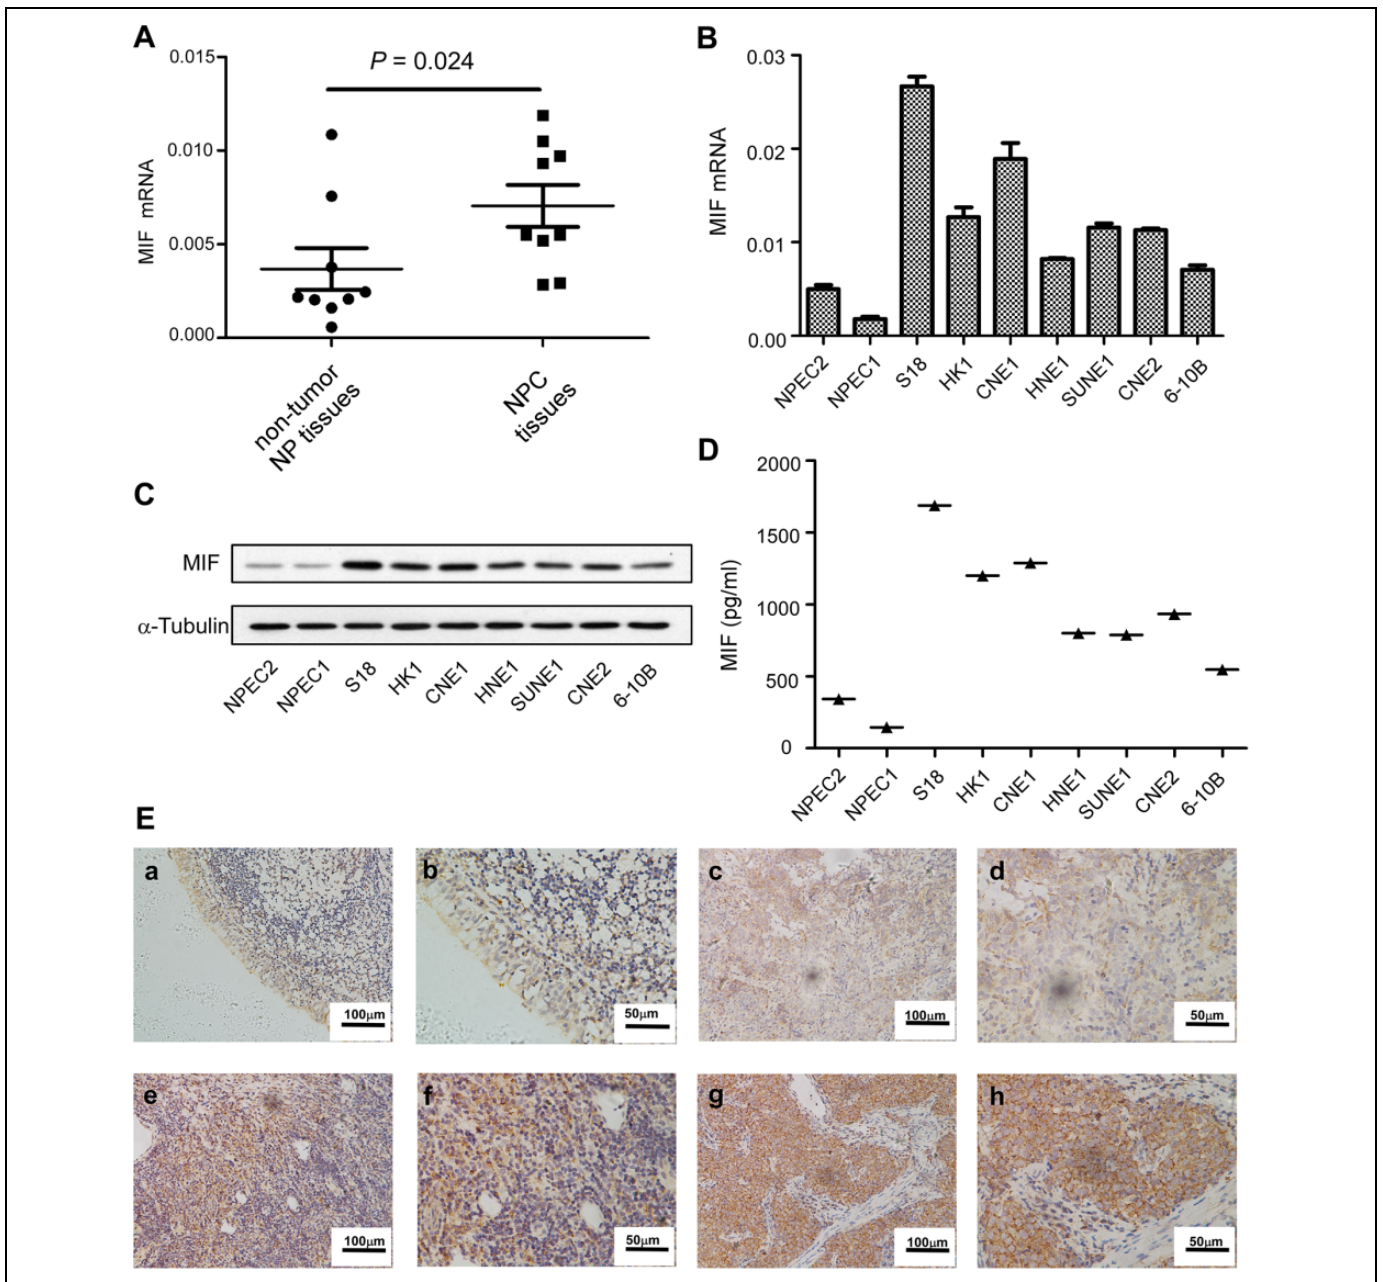 A
P = 0.024
0.015
0.010
0.005
0.000
MIF mRNA
non-tumor
NP tissues
NPC
tissues
B
0.03
0.02
0.01
0.00
MIF mRNA
NPEC2
NPEC1
S18
HK1
CNE1
HNE1
SUNE1
CNE2
6-10B
C
MIF
α-Tubulin
NPEC2
NPEC1
S18
HK1
CNE1
HNE1
SUNE1
CNE2
6-10B
D
2000
1500
1000
500
0
MIF (pg/ml)
NPEC2
NPEC1
S18
HK1
CNE1
HNE1
SUNE1
CNE2
6-10B
E
a
100μm
b
50μm
c
100μm
d
50μm
e
100μm
f
50μm
g
100μm
h
50μm